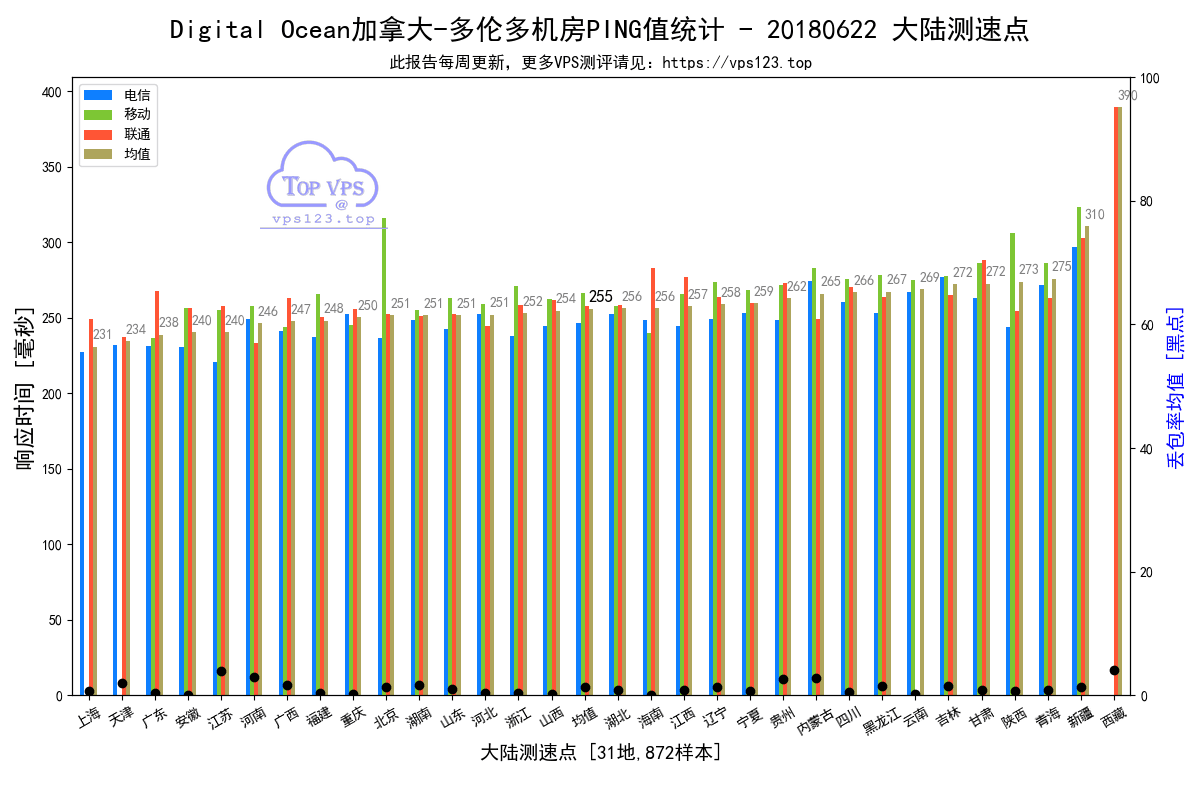 Digital Ocean加拿大-多伦多机房PING值统计 - 20180622 大陆测速点
此报告每周更新，更多VPS测评请见：https://vps123.top
电信
移动
联通
均值
TOP VPS
@
vps123.top
响应时间 [毫秒]
400
350
300
250
200
150
100
50
0
231
234
238
240
240
246
247
248
250
251
251
251
251
252
254
255
256
256
257
258
259
262
265
266
267
269
272
272
273
275
310
390
100
80
60
40
20
0
丢包率均值 [黑点]
上海
天津
广东
安徽
江苏
河南
广西
福建
重庆
北京
湖南
山东
河北
浙江
山西
均值
湖北
海南
江西
辽宁
宁夏
贵州
内蒙古
四川
黑龙江
云南
吉林
甘肃
陕西
青海
新疆
西藏
大陆测速点 [31地,872样本]